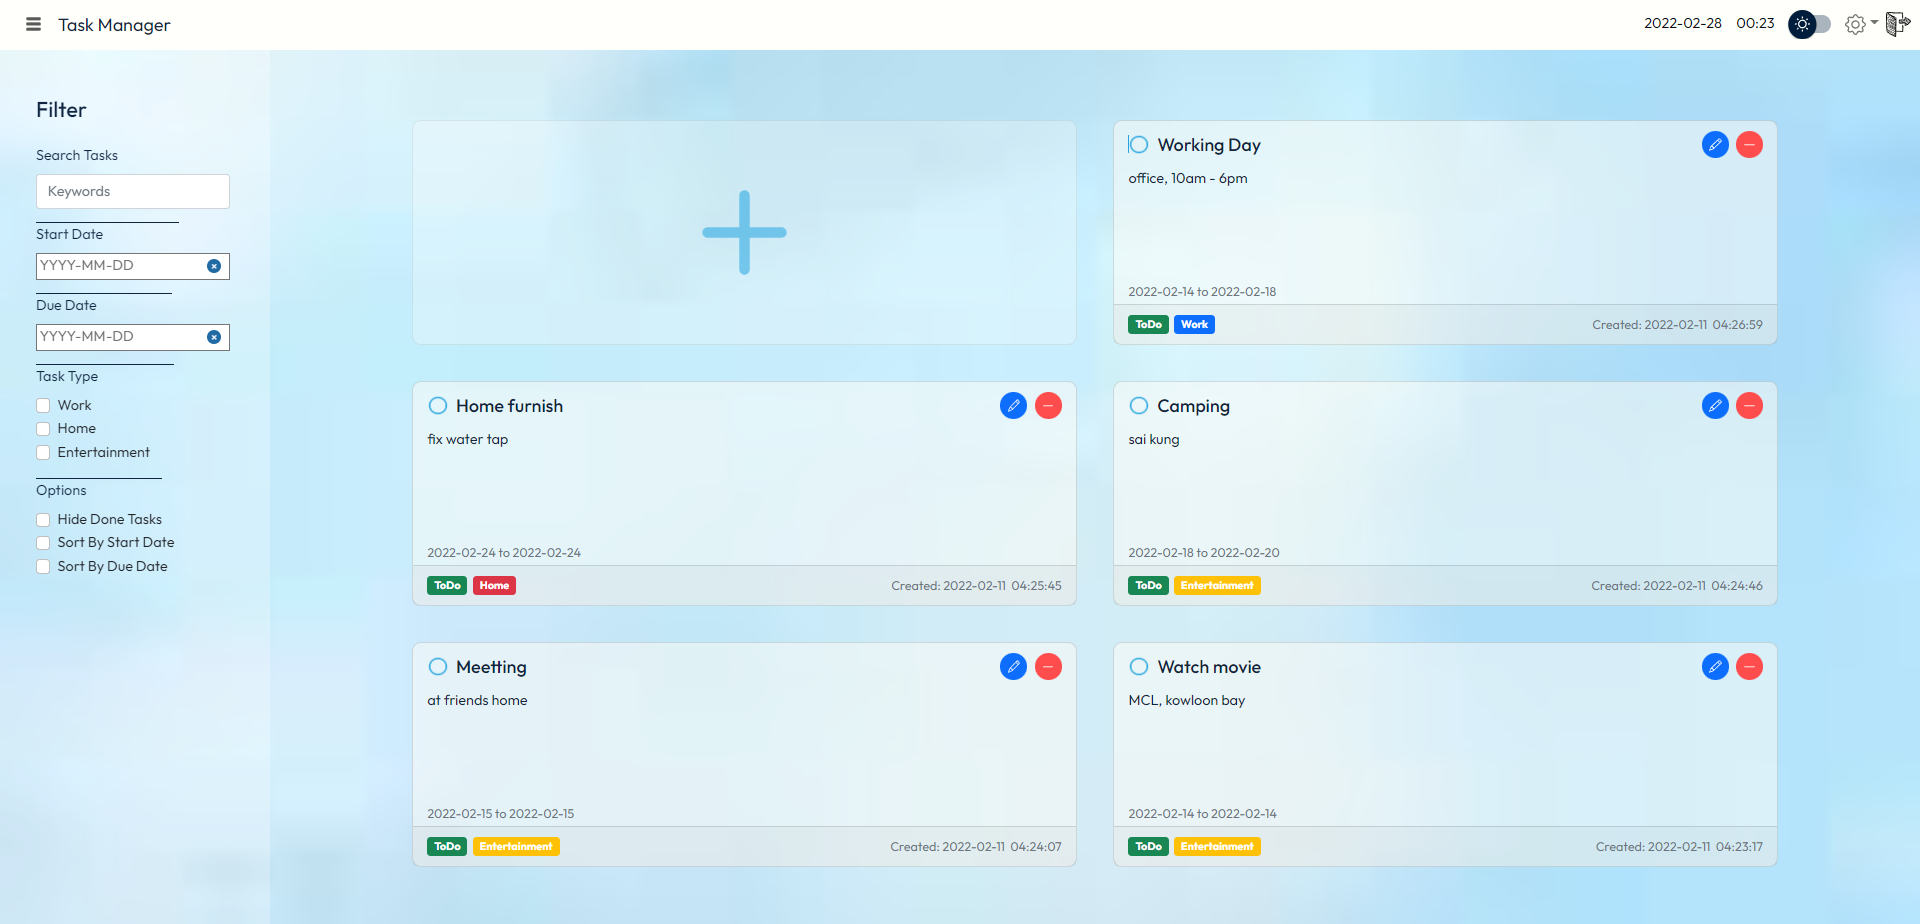 Task Manager
2022-02-28 00:23
Filter
Search Tasks
Keywords
Start Date
YYYY-MM-DD
Due Date
YYYY-MM-DD
Task Type
Work
Home
Entertainment
Options
Hide Done Tasks
Sort By Start Date
Sort By Due Date
Working Day
office, 10am - 6pm
2022-02-14 to 2022-02-18
ToDo Work Created: 2022-02-11 04:26:59
Home furnish
fix water tap
2022-02-24 to 2022-02-24
ToDo Home Created: 2022-02-11 04:25:45
Camping
sai kung
2022-02-18 to 2022-02-20
ToDo Entertainment Created: 2022-02-11 04:24:46
Meetting
at friends home
2022-02-15 to 2022-02-15
ToDo Entertainment Created: 2022-02-11 04:24:07
Watch movie
MCL, kowloon bay
2022-02-14 to 2022-02-14
ToDo Entertainment Created: 2022-02-11 04:23:17